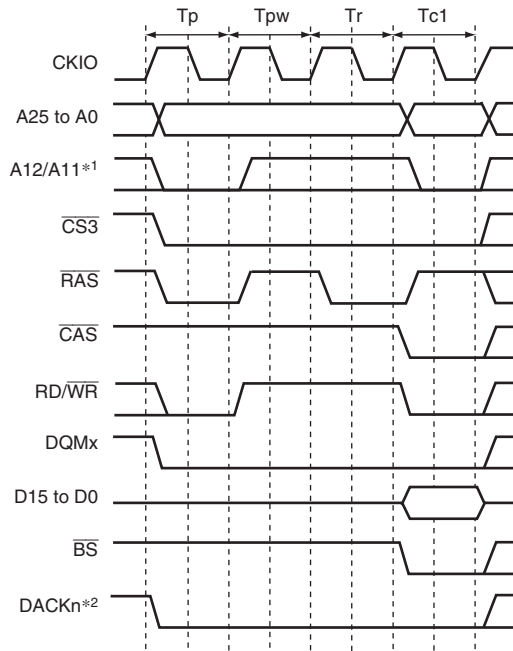 Tp Tpw Tr Tc1
CKIO
A25 to A0
A12/A11*1
CS3
RAS
CAS
RD/WR
DQMx
D15 to D0
BS
DACKn*2